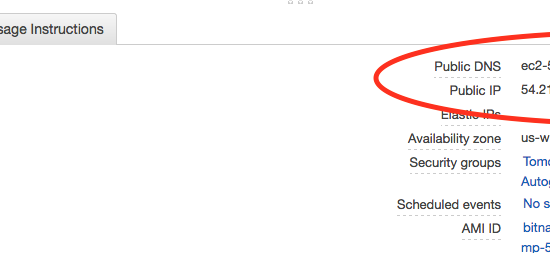 sage Instructions
Public DNS ec2-5
Public IP 54.21
Elastic IPs
Availability zone us-w
Security groups Tomo
Autog
Scheduled events No s
AMI ID bitna
mp-5